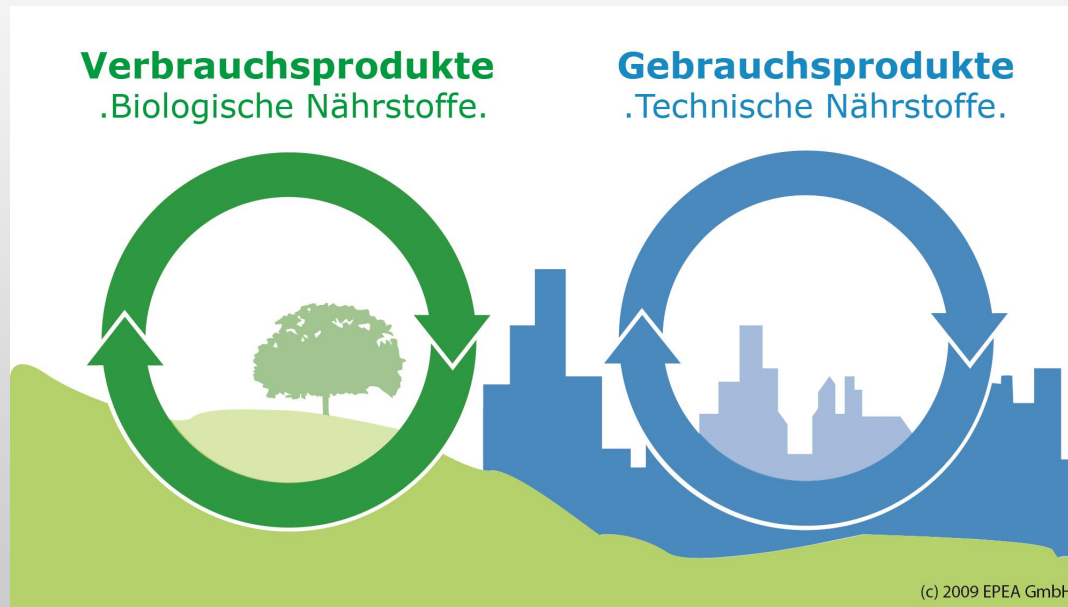 Verbrauchsprodukte
.Biologische Nährstoffe.
Gebrauchsprodukte
.Technische Nährstoffe.
(c) 2009 EPEA GmbH